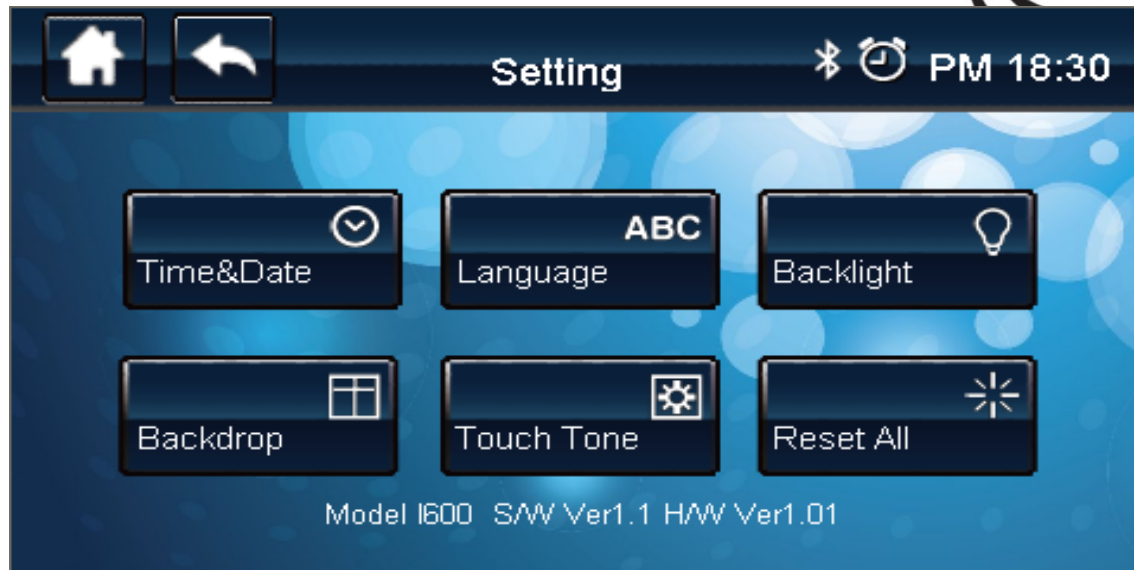 Setting PM 18:30
ABC
Time&Date Language Backlight
Backdrop Touch Tone Reset All
Model I600 S/W Ver1.1 H/W Ver1.01